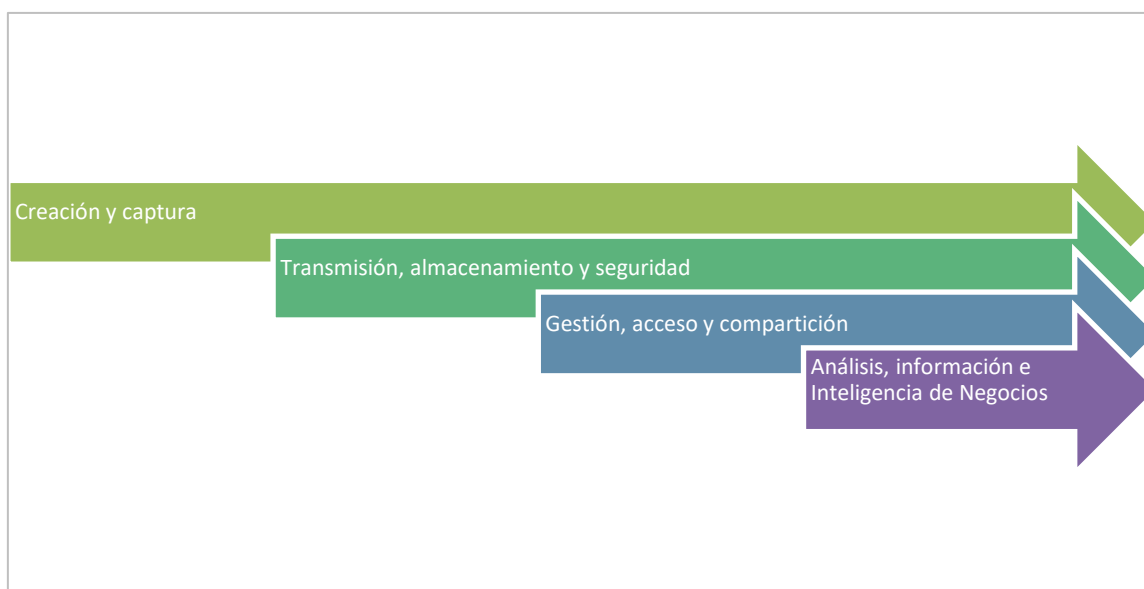 Creación y captura
Transmisión, almacenamiento y seguridad
Gestión, acceso y compartición
Análisis, información e
Inteligencia de Negocios